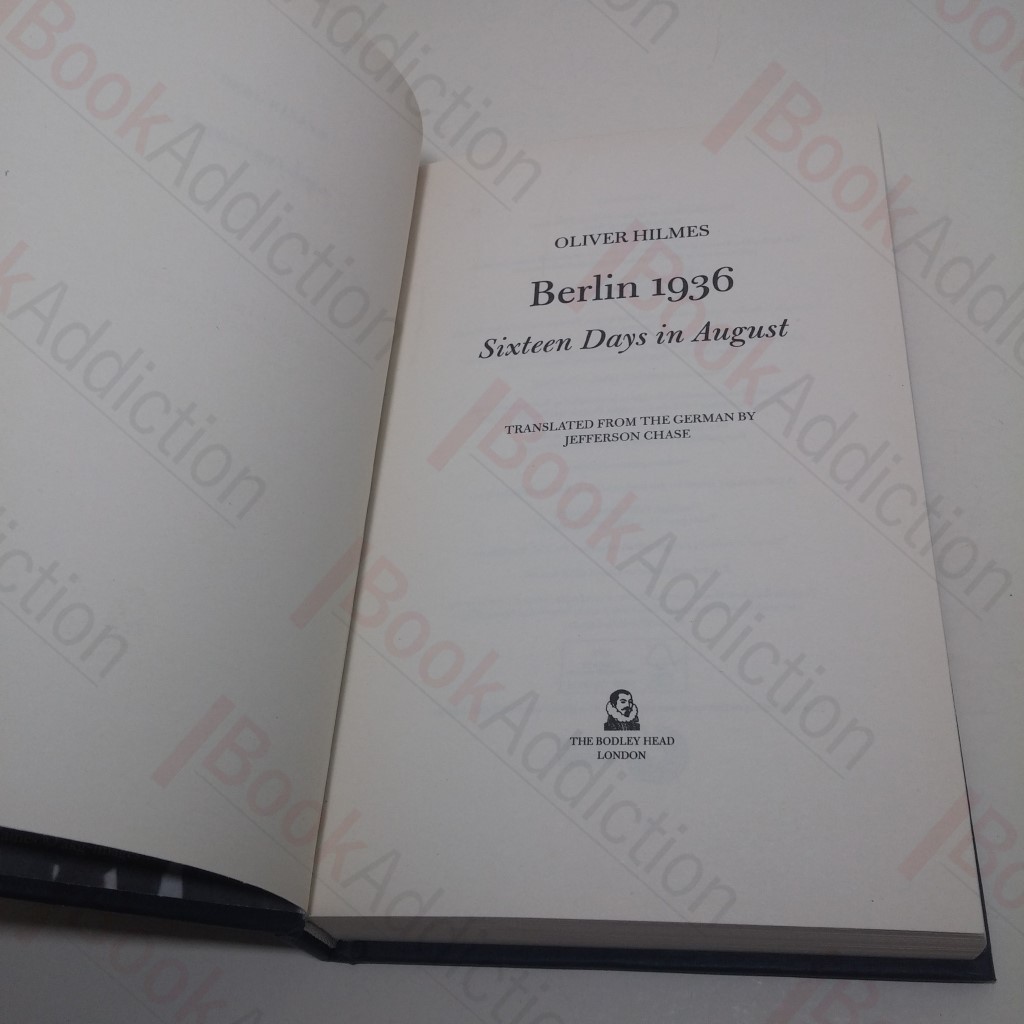 OLIVER HILMES
Berlin 1936
Sixteen Days in August
TRANSLATED FROM THE GERMAN BY
JEFFERSON CHASE
THE BODLEY HEAD
LONDON
BookAddiction